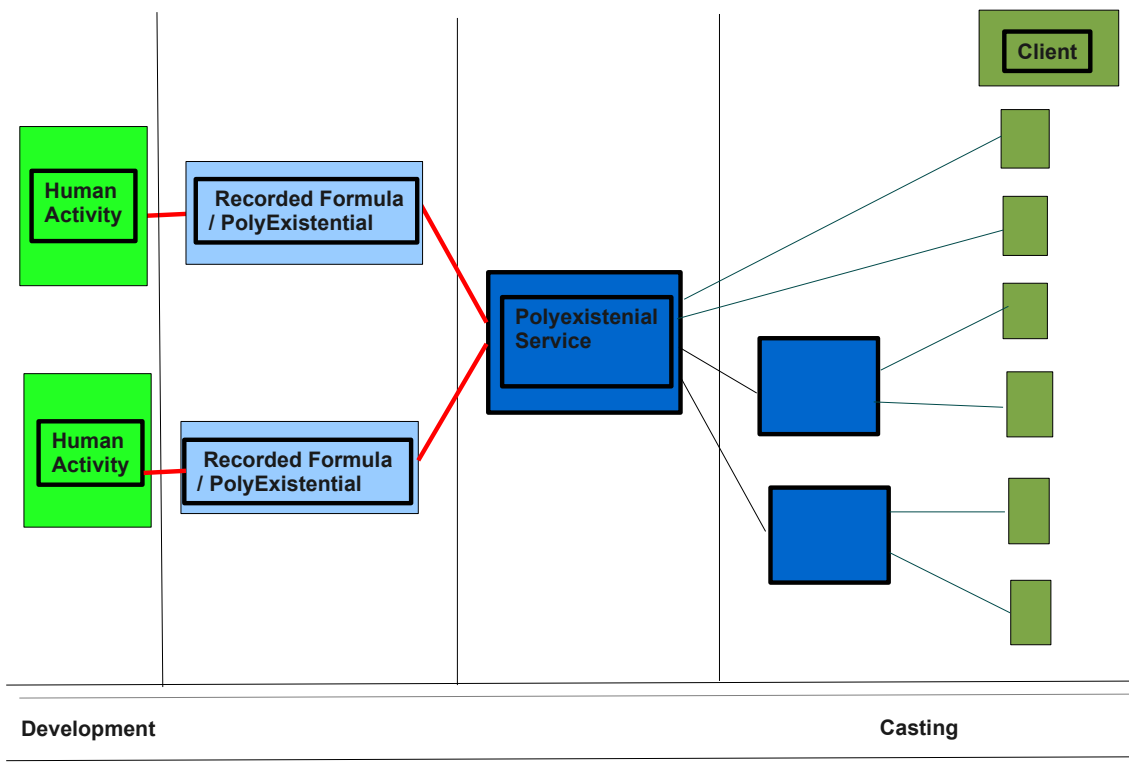 Client
Human
Activity
Recorded Formula
/ PolyExistential
Polyexistenial
Service
Human
Activity
Recorded Formula
/ PolyExistential
Development
Casting